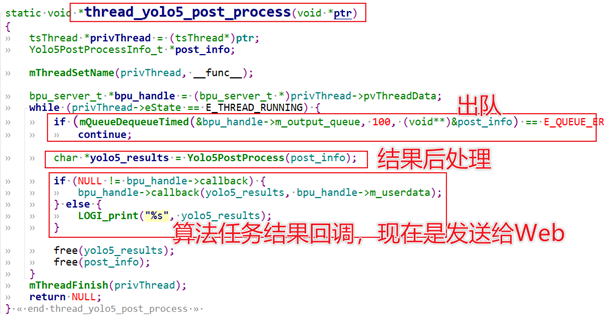 static void *thread_yolo5_post_process(void *ptr)
{
» tsThread *privThread = (tsThread*)ptr;
» Yolo5PostProcessInfo_t *post_info;
» mThreadSetName(privThread, __func__);
» bpu_server_t *bpu_handle = (bpu_server_t *)privThread->pvThreadData;
» while (privThread->eState == E_THREAD_RUNNING) {
出队
» » if (mQueueDequeueTimed(&bpu_handle->m_output_queue, 100, (void**)&post_info) == E_QUEUE_ER
» » » continue;
» » char *yolo5_results = Yolo5PostProcess(post_info);
结果后处理
» » if (NULL != bpu_handle->callback) {
» » » bpu_handle->callback(yolo5_results, bpu_handle->m_userdata);
» » } else {
» » » LOGI_print("%s", yolo5_results);
» » }
算法任务结果回调，现在是发送给Web
» » free(yolo5_results);
» » free(post_info);
» }
» mThreadFinish(privThread);
» return NULL;
} « end thread_yolo5_post_process »